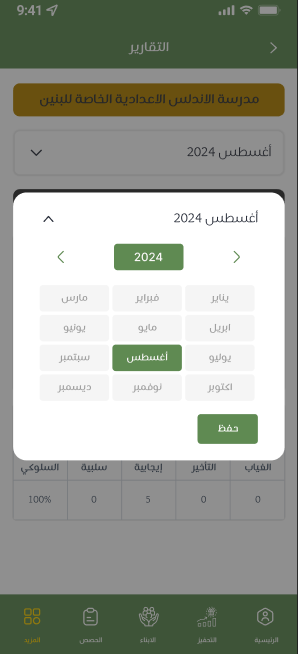 9:41
التقارير
مدرسة الاندلس الاعدادية الخاصة للبنين
أغسطس 2024
أغسطس 2024
2024
يناير فبراير مارس
ابريل مايو يونيو
يوليو أغسطس سبتمبر
اكتوبر نوفمبر ديسمبر
حفظ
الغياب التأخير إيجابية سلبية السلوكي
0 0 5 0 100%
الرئيسية التحفيز الابناء الحصص المزيد